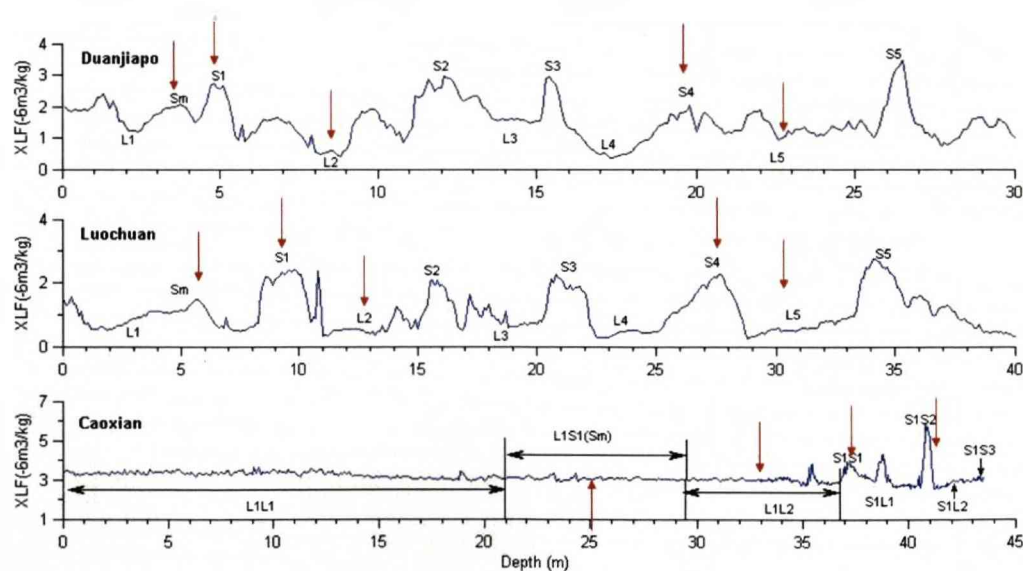 Duanjiapo
XLF(-6m3/kg)
4
3
2
1
0
L1
Sm
S1
L2
S2
L3
S3
L4
S4
L5
S5
0 5 10 15 20 25 30
Luochuan
XLF(-6m3/kg)
4
2
0
L1
Sm
S1
L2
S2
L3
S3
L4
S4
L5
S5
0 5 10 15 20 25 30 35 40
Caoxian
XLF(-6m3/kg)
7
5
3
1
L1L1
L1S1(Sm)
L1L2
S1S1
S1L1
S1S2
S1L2
S1S3
0 5 10 15 20 25 30 35 40 45
Depth (m)